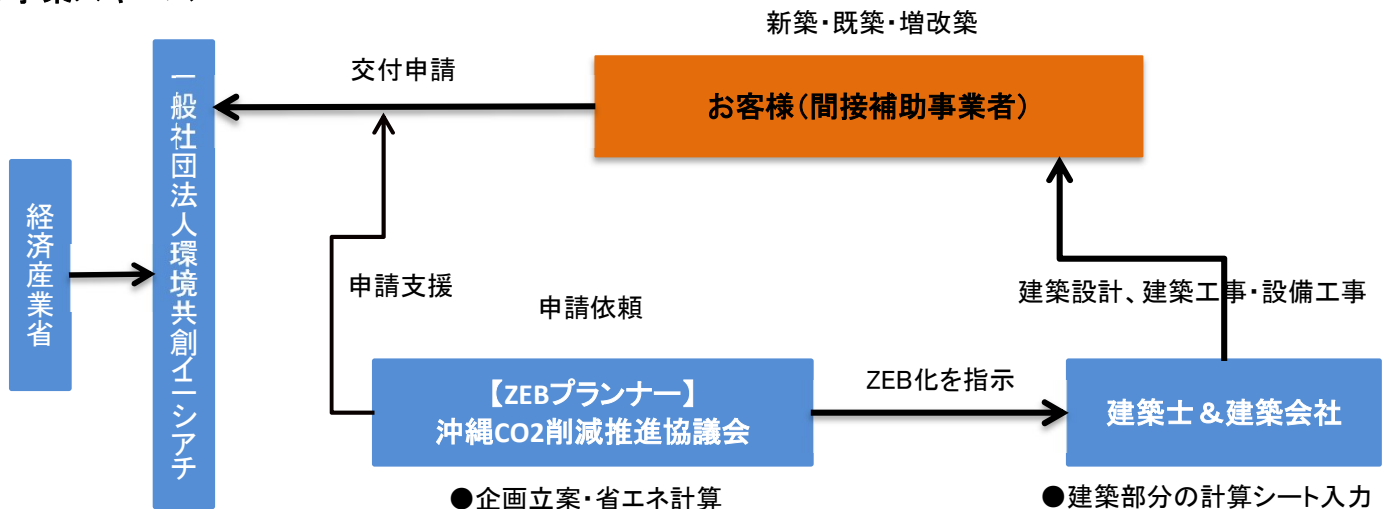 新築・既築・増改築
交付申請
お客様（間接補助事業者）
一般社団法人環境共創イニシアチ
経済産業省
申請支援
申請依頼
建築設計、建築工事・設備工事
ZEB化を指示
【ZEBプランナー】
沖縄CO2削減推進協議会
建築士＆建築会社
●企画立案・省エネ計算
●建築部分の計算シート入力